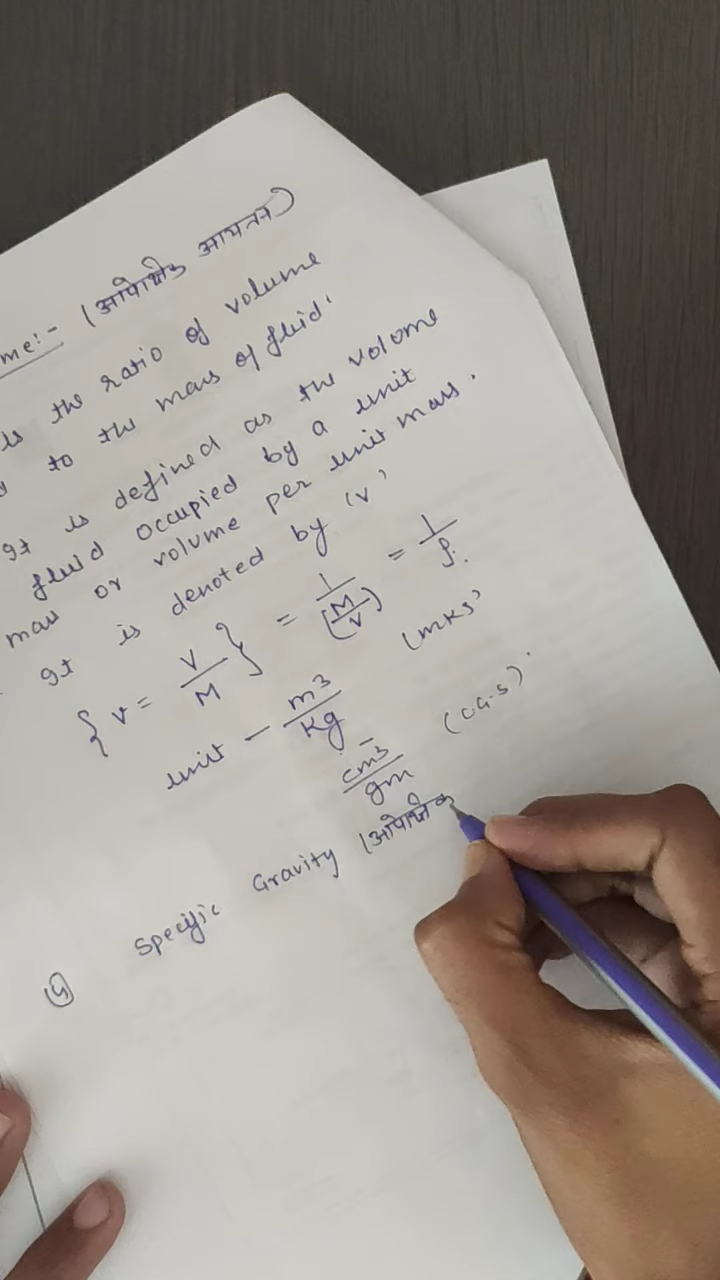 me:- (आपेक्षिक आयतन)
is the ratio of volume
to the mass of fluid.
It is defined as the volume
fluid occupied by a unit
mass or volume per unit mass.
It is denoted by 'v'
{ v = V/M } = 1/(M/V) = 1/ρ.
unit - m³/kg (MKS)
cm³/gm (C.G.S)
④ Specific Gravity (आपेक्षिक